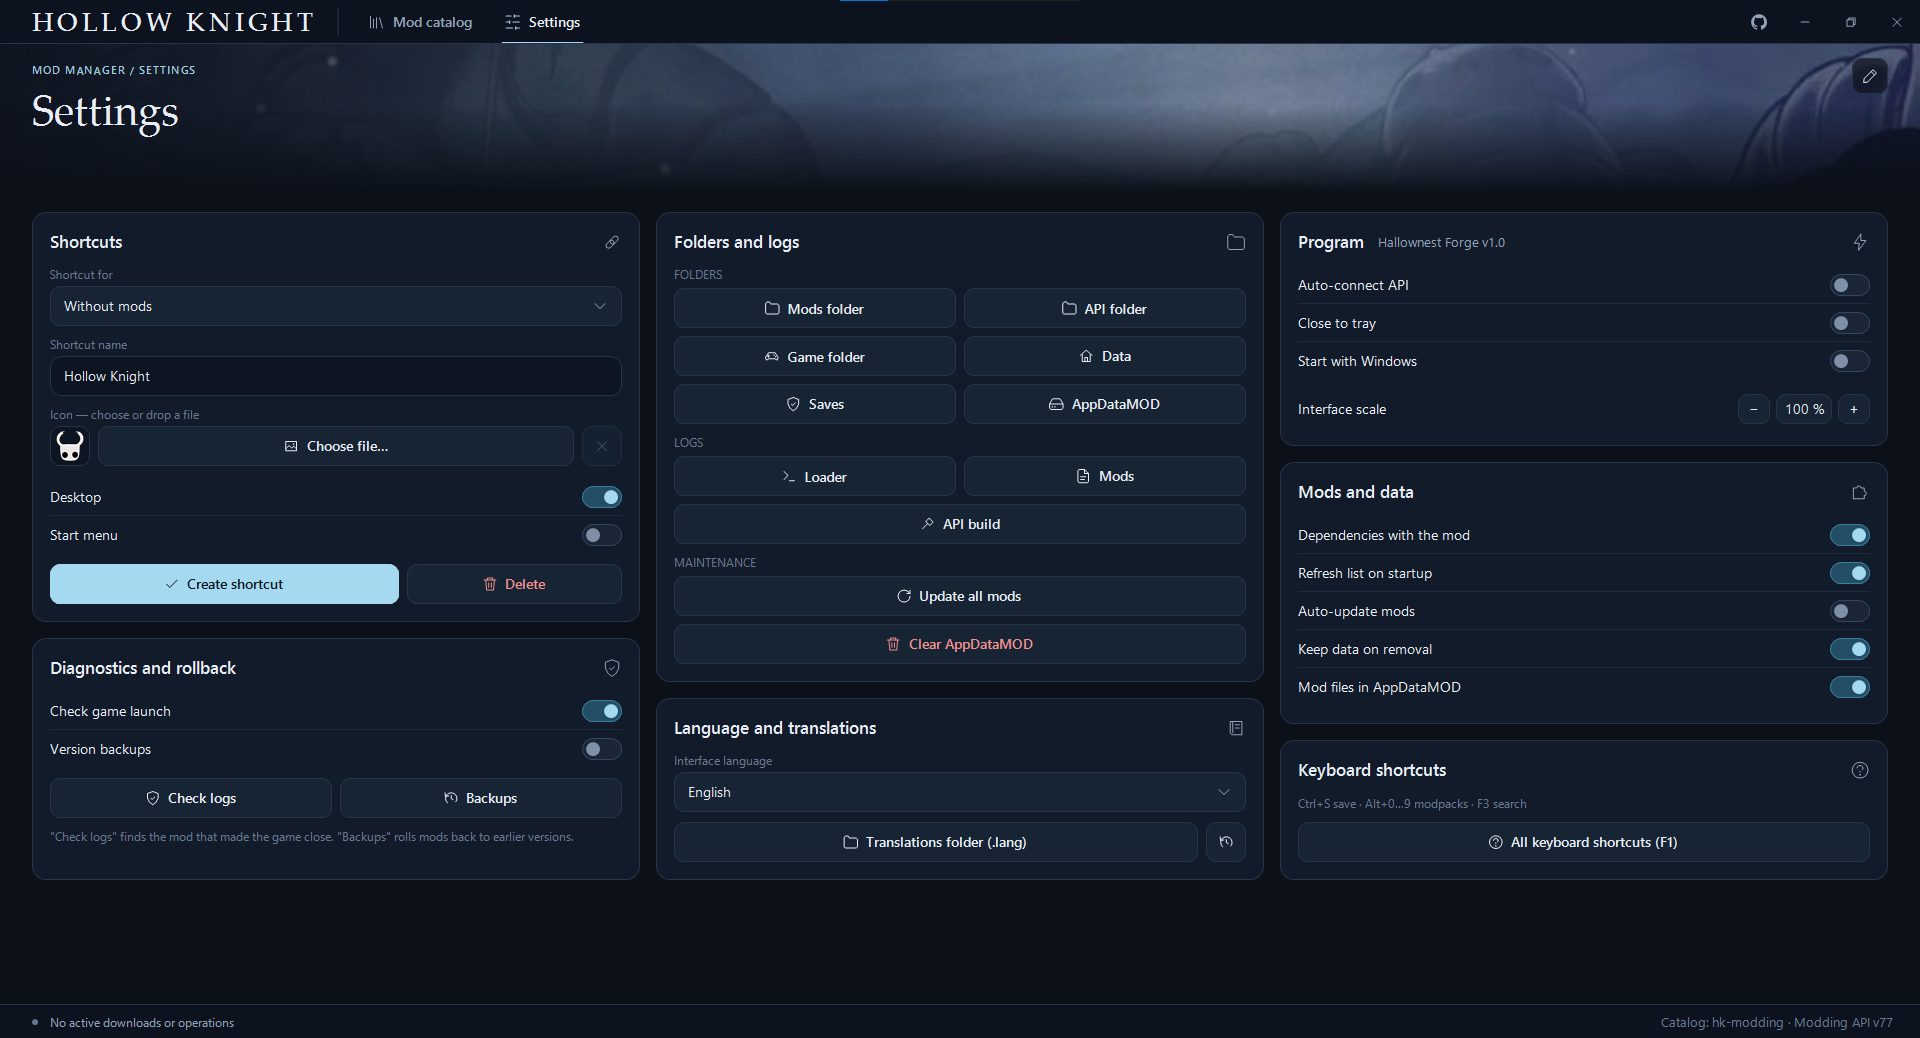 HOLLOW KNIGHT
Mod catalog
Settings
MOD MANAGER / SETTINGS
Settings
Shortcuts
Shortcut for
Without mods
Shortcut name
Hollow Knight
Icon — choose or drop a file
Choose file...
Desktop
Start menu
Create shortcut
Delete
Diagnostics and rollback
Check game launch
Version backups
Check logs
Backups
"Check logs" finds the mod that made the game close. "Backups" rolls mods back to earlier versions.
Folders and logs
FOLDERS
Mods folder
API folder
Game folder
Data
Saves
AppDataMOD
LOGS
Loader
Mods
API build
MAINTENANCE
Update all mods
Clear AppDataMOD
Language and translations
Interface language
English
Translations folder (.lang)
Program Hallownest Forge v1.0
Auto-connect API
Close to tray
Start with Windows
Interface scale
− 100 % +
Mods and data
Dependencies with the mod
Refresh list on startup
Auto-update mods
Keep data on removal
Mod files in AppDataMOD
Keyboard shortcuts
Ctrl+S save · Alt+0...9 modpacks · F3 search
All keyboard shortcuts (F1)
No active downloads or operations
Catalog: hk-modding · Modding API v77